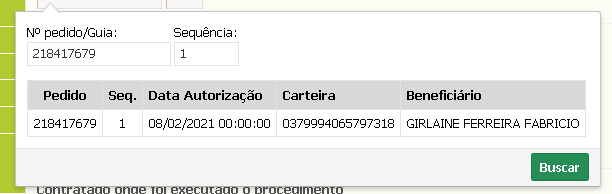 Nº pedido/Guia: Sequência:
218417679 1
Pedido Seq. Data Autorização Carteira Beneficiário
218417679 1 08/02/2021 00:00:00 0379994065797318 GIRLAINE FERREIRA FABRICIO
Buscar
Contratado onde foi executado o procedimento